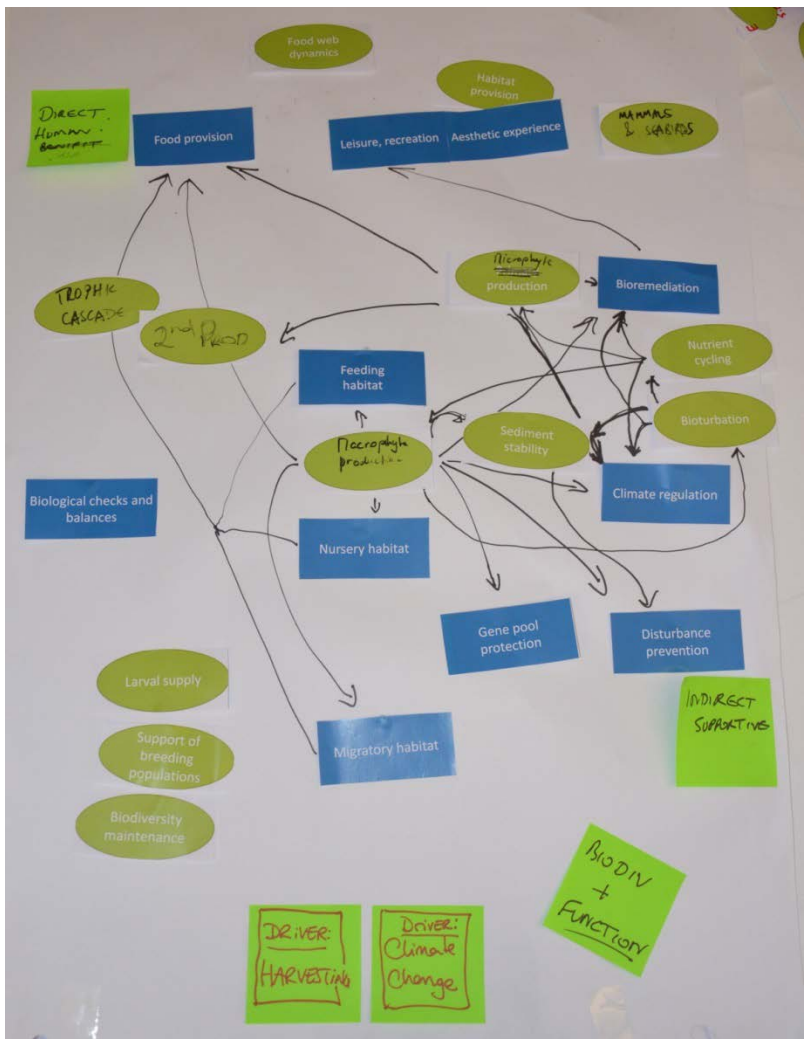 Food web
dynamics
Habitat
provision
DIRECT
HUMAN
Food provision
Leisure, recreation
Aesthetic experience
MAMMALS
& SEABIRDS
Microphyte
production
Bioremediation
TROPHIC
CASCADE
2nd PROD
Nutrient
cycling
Feeding
habitat
Bioturbation
Sediment
stability
Macrophyte
production
Climate regulation
Biological checks and
balances
Nursery habitat
Gene pool
protection
Disturbance
prevention
Larval supply
INDIRECT
SUPPORTIVE
Support of
breeding
populations
Migratory habitat
Biodiversity
maintenance
BIODIV
+
FUNCTION
DRIVER:
HARVESTING
DRIVER:
Climate
Change